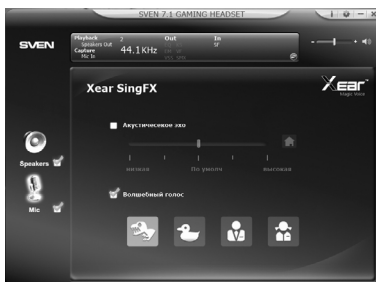 SVEN 7.1 GAMING HEADSET
SVEN
Playback
Speakers Out
Capture
Mic In
44.1KHz
2
Out
In
Xear SingFX
Xear
Magic Voice
Акустическое эхо
низкая По умолч высокая
Волшебный голос
Speakers
Mic